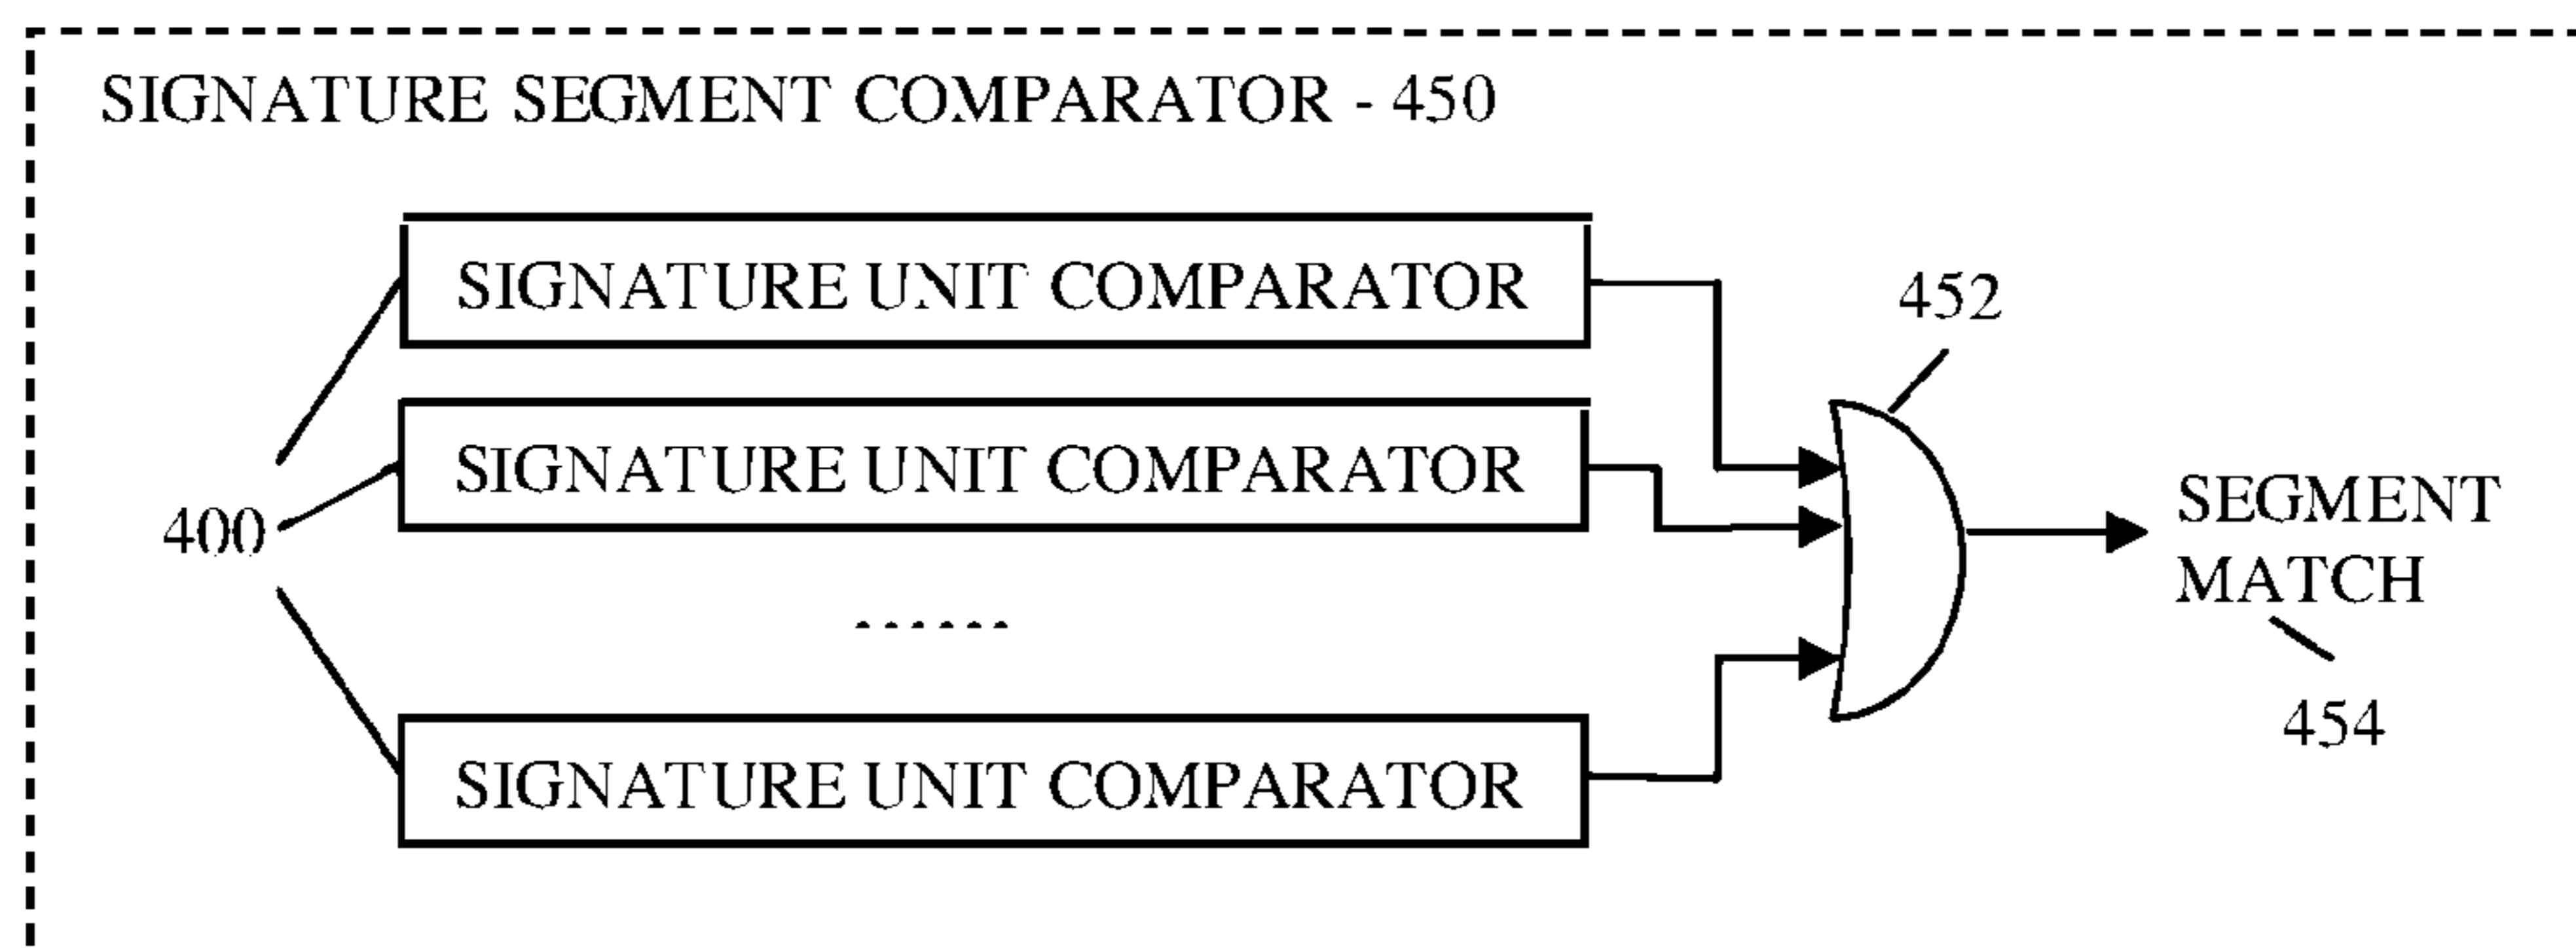 SIGNATURE SEGMENT COMPARATOR - 450
SIGNATURE UNIT COMPARATOR
452
SIGNATURE UNIT COMPARATOR
400
SEGMENT
MATCH
......
454
SIGNATURE UNIT COMPARATOR